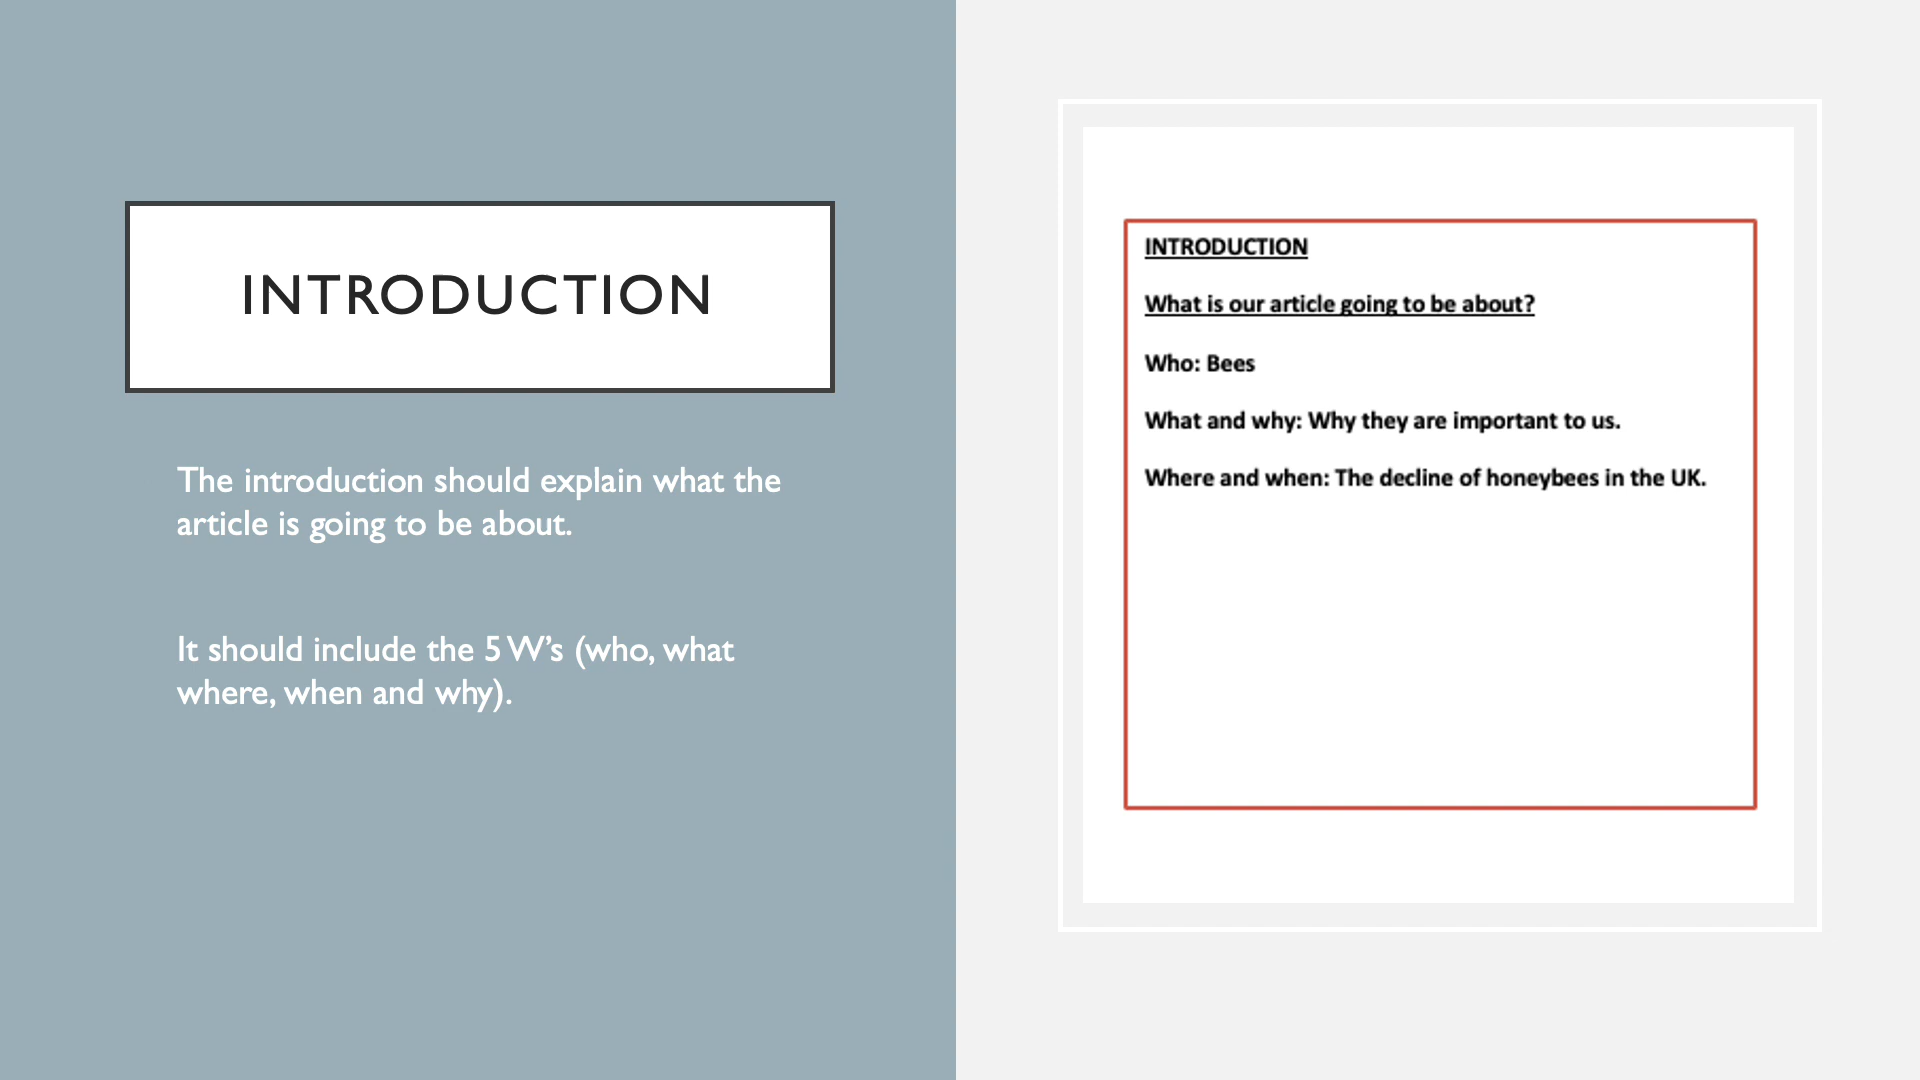 INTRODUCTION
The introduction should explain what the
article is going to be about.
It should include the 5 W’s (who, what
where, when and why).
INTRODUCTION
What is our article going to be about?
Who: Bees
What and why: Why they are important to us.
Where and when: The decline of honeybees in the UK.